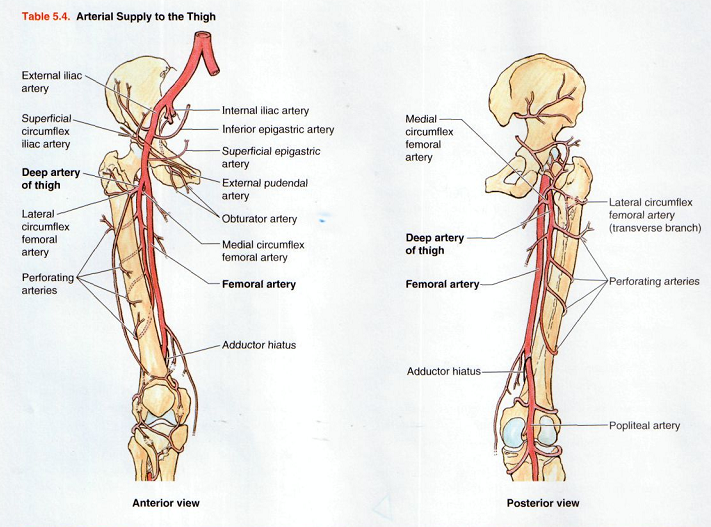 Table 5.4. Arterial Supply to the Thigh
External iliac
artery
Superficial
circumflex
iliac artery
Deep artery
of thigh
Lateral
circumflex
femoral
artery
Perforating
arteries
Internal iliac artery
Inferior epigastric artery
Superficial epigastric
artery
External pudendal
artery
Obturator artery
Medial circumflex
femoral artery
Femoral artery
Adductor hiatus
Anterior view
Medial
circumflex
femoral
artery
Deep artery
of thigh
Femoral artery
Adductor hiatus
Lateral circumflex
femoral artery
(transverse branch)
Perforating arteries
Popliteal artery
Posterior view